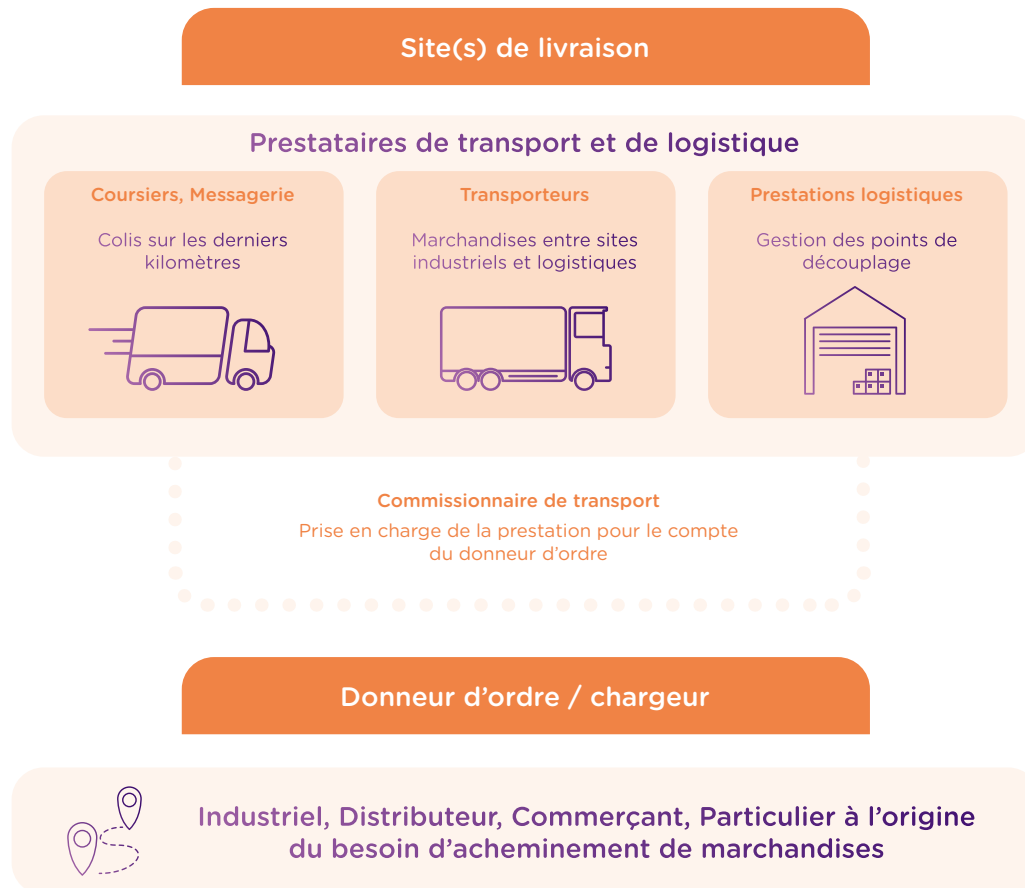 Site(s) de livraison
Prestataires de transport et de logistique
Coursiers, Messagerie
Colis sur les derniers
kilomètres
Transporteurs
Marchandises entre sites
industriels et logistiques
Prestations logistiques
Gestion des points de
découplage
Commissionnaire de transport
Prise en charge de la prestation pour le compte
du donneur d’ordre
Donneur d’ordre / chargeur
Industriel, Distributeur, Commerçant, Particulier à l’origine
du besoin d’acheminement de marchandises